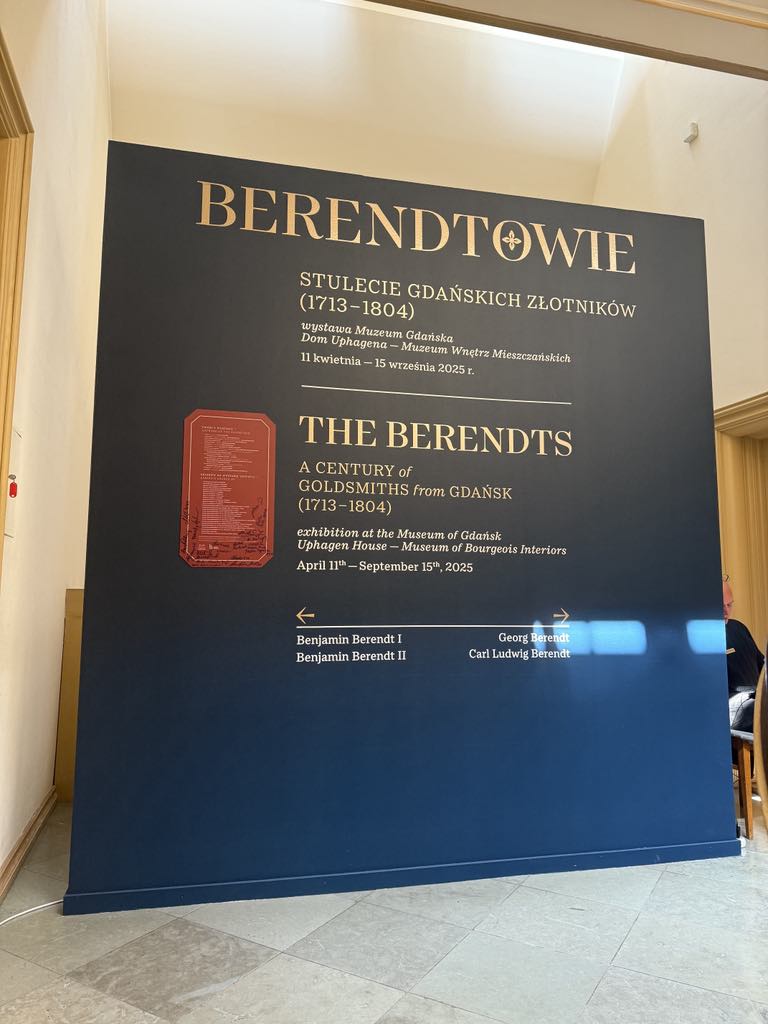 BERENDTOWIE
STULECIE GDAŃSKICH ZŁOTNIKÓW
(1713–1804)
wystawa Muzeum Gdańska
Dom Uphagena — Muzeum Wnętrz Mieszczańskich
11 kwietnia — 15 września 2025 r.
THE BERENDTS
A CENTURY of
GOLDSMITHS from GDAŃSK
(1713–1804)
exhibition at the Museum of Gdańsk
Uphagen House — Museum of Bourgeois Interiors
April 11th — September 15th, 2025
Benjamin Berendt I
Benjamin Berendt II
Georg Berendt
Carl Ludwig Berendt